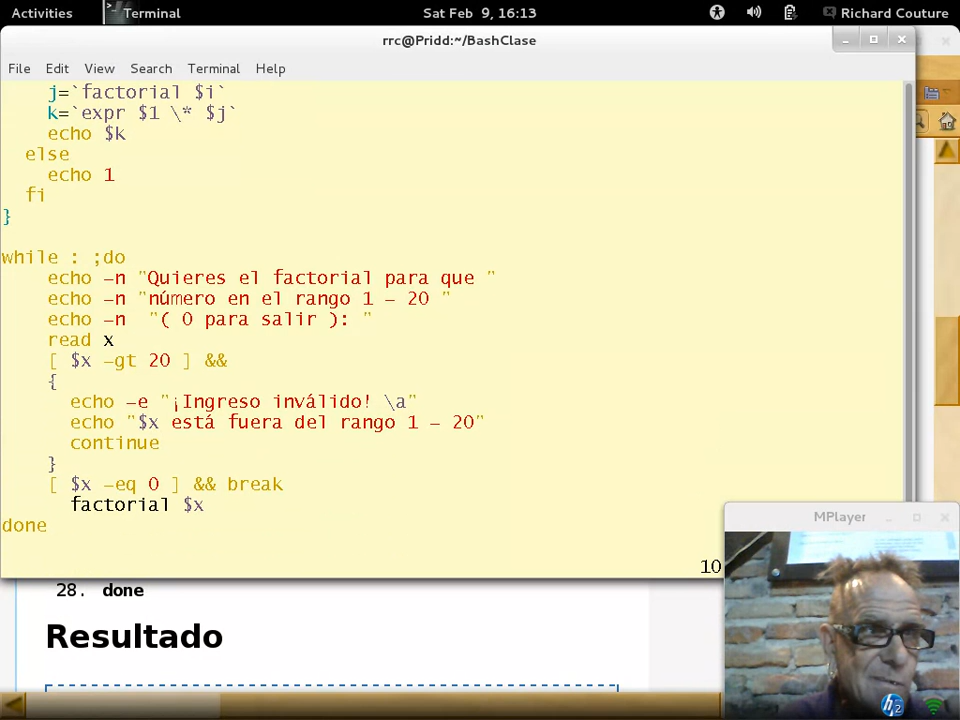 Activities Terminal Sat Feb 9, 16:13 Richard Couture
rrc@Pridd:~/BashClase
File Edit View Search Terminal Help
j=`factorial $i`
k=`expr $1 \* $j`
echo $k
else
echo 1
fi
}
while : ;do
echo -n "Quieres el factorial para que "
echo -n "número en el rango 1 - 20 "
echo -n "( 0 para salir ): "
read x
[ $x -gt 20 ] &&
{
echo -e "¡Ingreso inválido! \a"
echo "$x está fuera del rango 1 - 20"
continue
}
[ $x -eq 0 ] && break
factorial $x
done
10
MPlayer
28. done
Resultado
hp
2